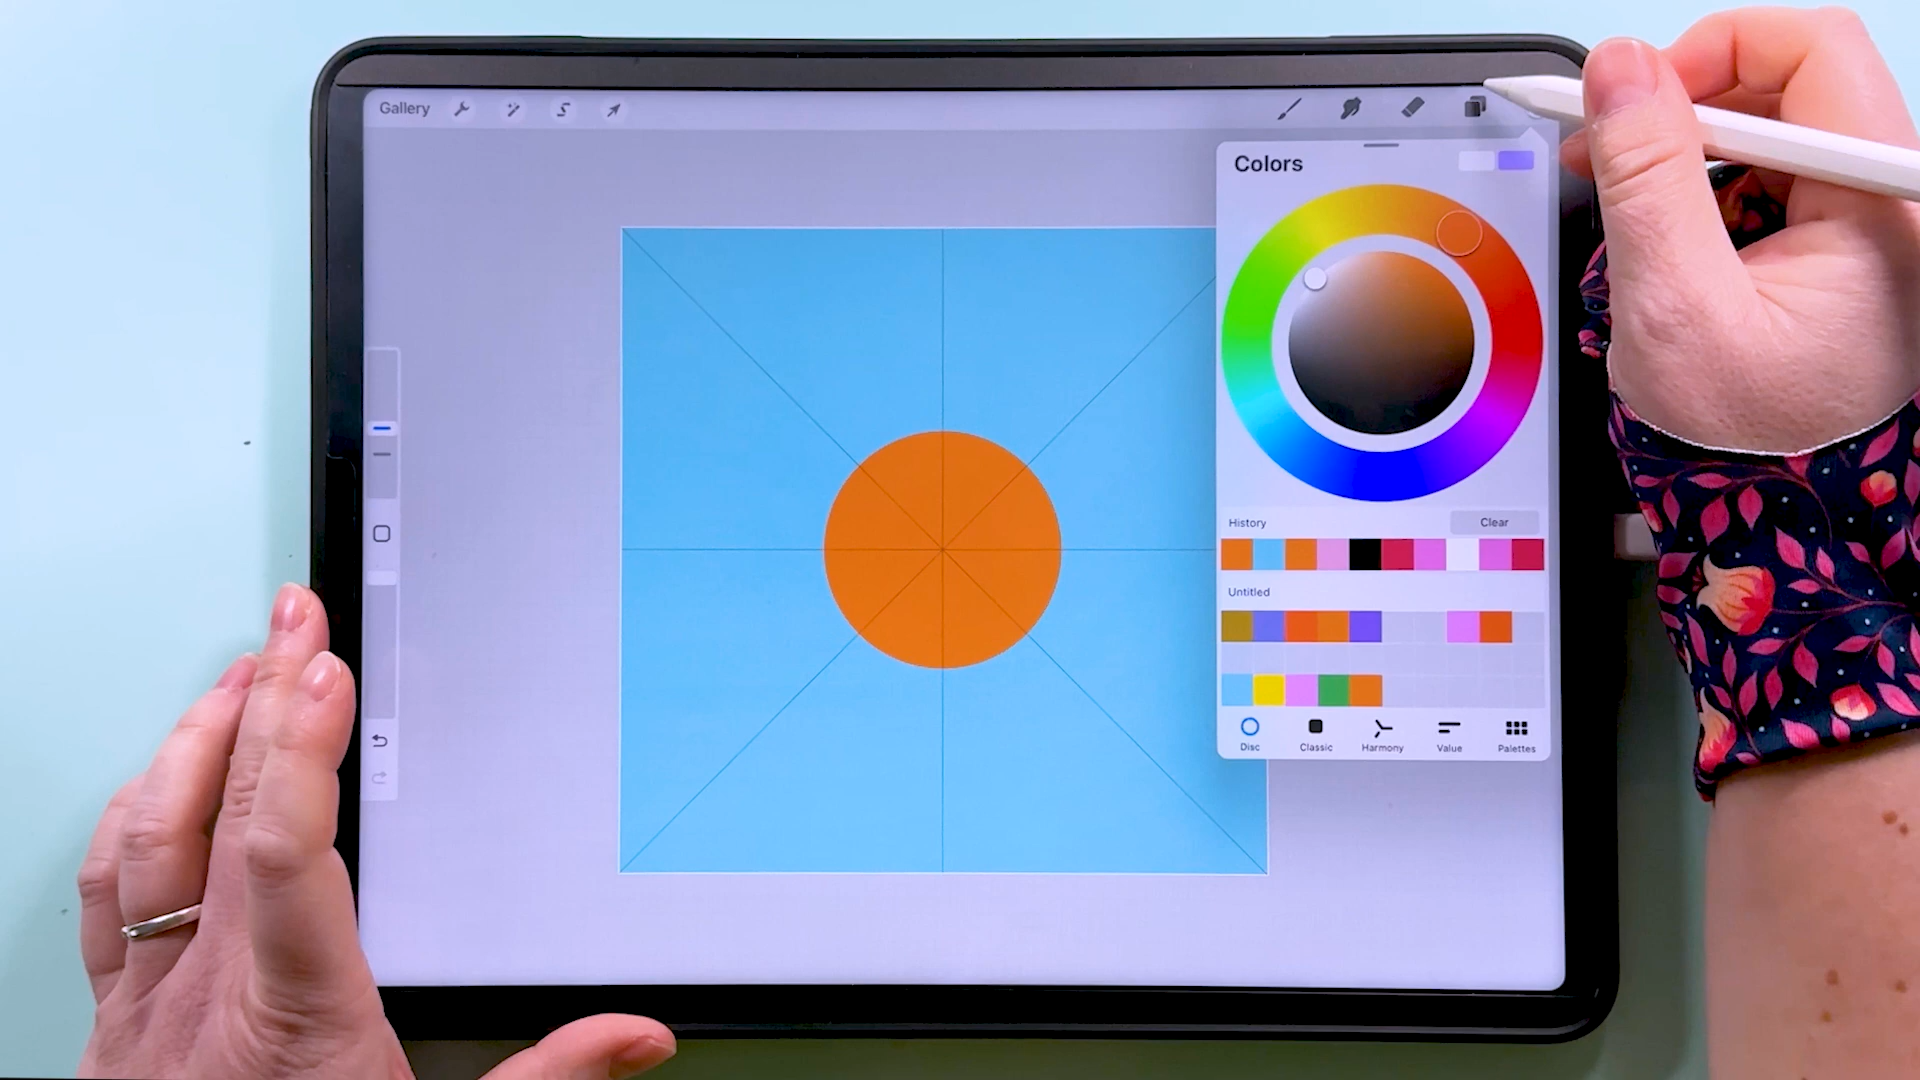 Gallery
Colors
History
Clear
Untitled
Disc
Classic
Harmony
Value
Palettes